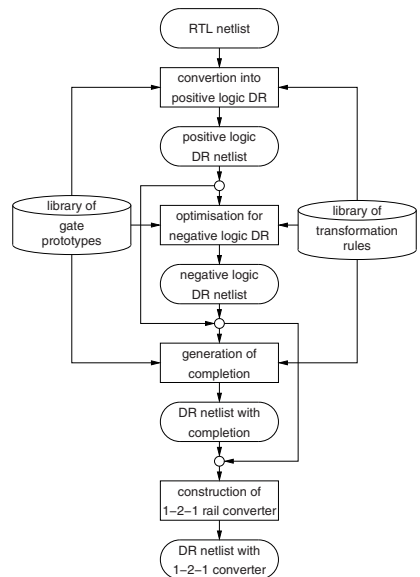 RTL netlist
convertion into
positive logic DR
positive logic
DR netlist
library of
gate
prototypes
optimisation for
negative logic DR
library of
transformation
rules
negative logic
DR netlist
generation of
completion
DR netlist with
completion
construction of
1−2−1 rail converter
DR netlist with
1−2−1 converter